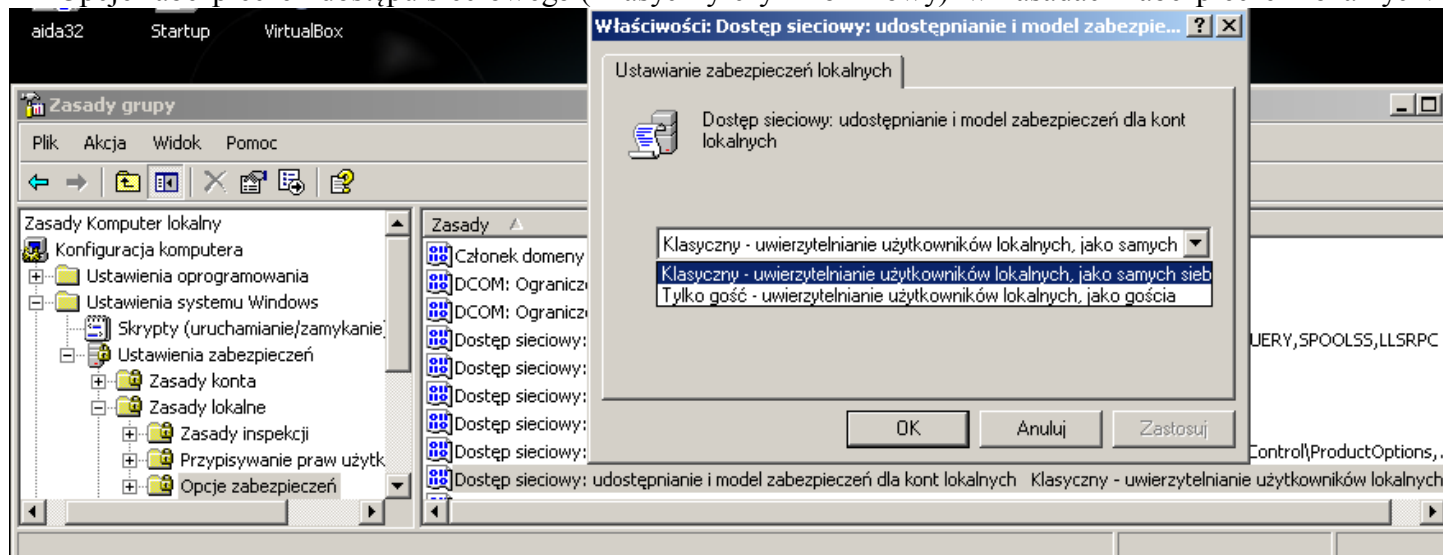 aida32 Startup VirtualBox
Właściwości: Dostęp sieciowy: udostępnianie i model zabezpie...
Ustawianie zabezpieczeń lokalnych
Dostęp sieciowy: udostępnianie i model zabezpieczeń dla kont
lokalnych
Klasyczny - uwierzytelnianie użytkowników lokalnych, jako samych
Klasyczny - uwierzytelnianie użytkowników lokalnych, jako samych sieb
Tylko gość - uwierzytelnianie użytkowników lokalnych, jako gościa
OK Anuluj Zastosuj
Zasady grupy
Plik Akcja Widok Pomoc
Zasady Komputer lokalny
Konfiguracja komputera
Ustawienia oprogramowania
Ustawienia systemu Windows
Skrypty (uruchamianie/zamykanie)
Ustawienia zabezpieczeń
Zasady konta
Zasady lokalne
Zasady inspekcji
Przypisywanie praw użytk
Opcje zabezpieczeń
Zasady
Członek domeny
DCOM: Ogranicz
DCOM: Ogranicz
Dostęp sieciowy: UERY,SPOOLSS,LLSRPC
Dostęp sieciowy:
Dostęp sieciowy:
Dostęp sieciowy:
Dostęp sieciowy: Control\ProductOptions,.
Dostęp sieciowy: udostępnianie i model zabezpieczeń dla kont lokalnych Klasyczny - uwierzytelnianie użytkowników lokalnych